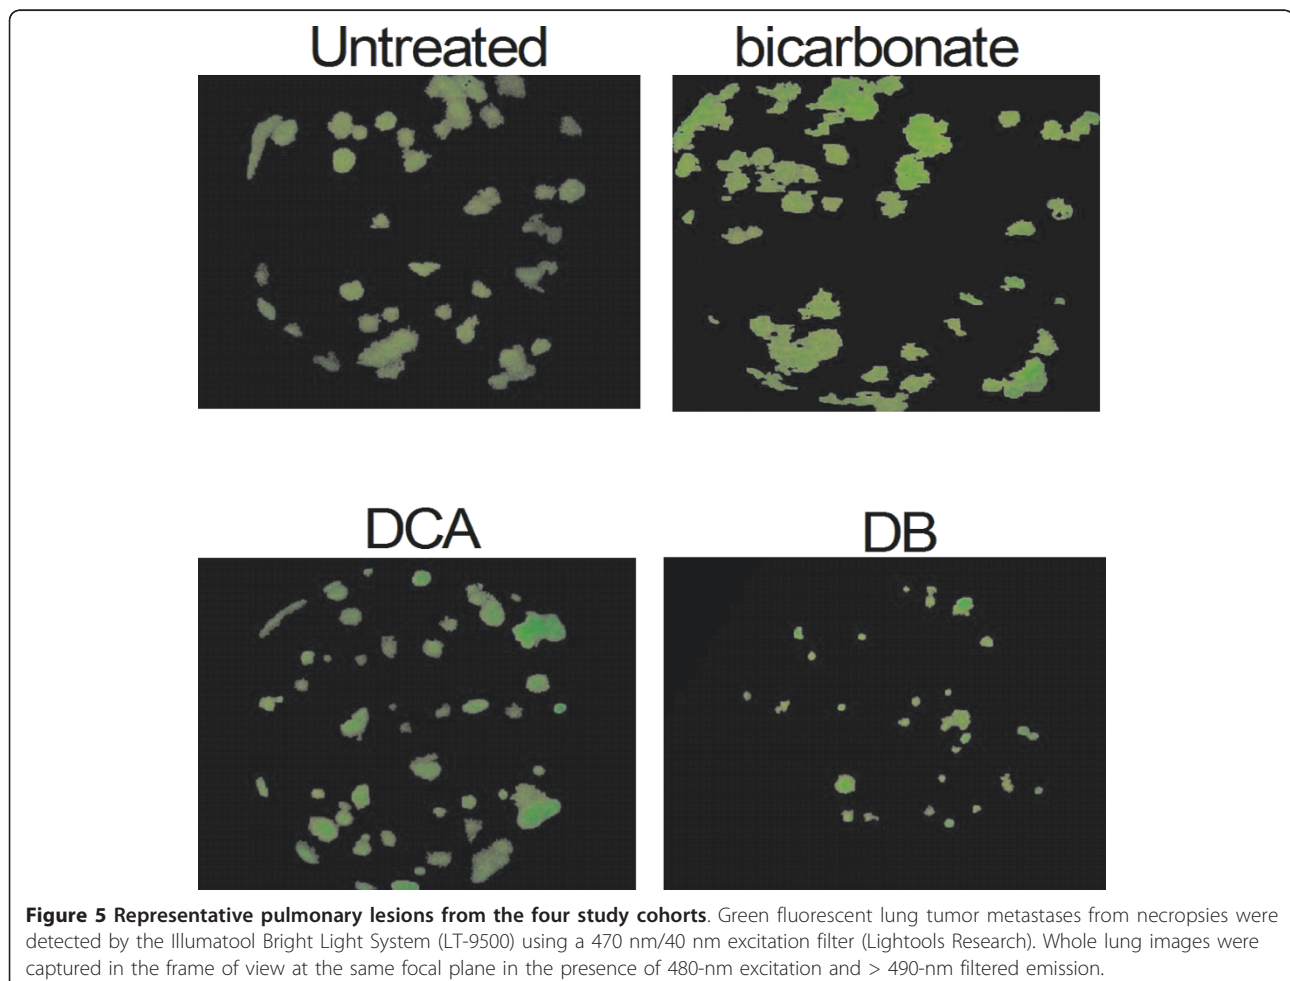 Untreated
bicarbonate
DCA
DB
Figure 5 Representative pulmonary lesions from the four study cohorts. Green fluorescent lung tumor metastases from necropsies were
detected by the Illumatool Bright Light System (LT-9500) using a 470 nm/40 nm excitation filter (Lightools Research). Whole lung images were
captured in the frame of view at the same focal plane in the presence of 480-nm excitation and > 490-nm filtered emission.